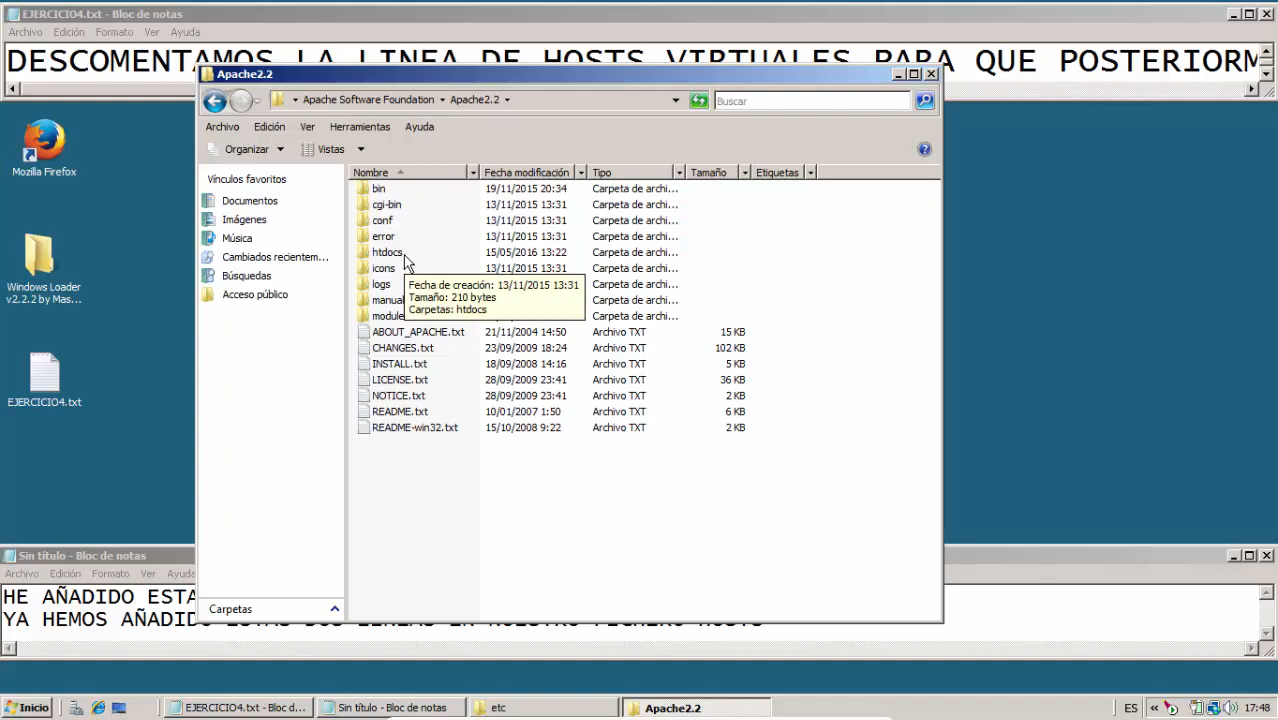 EJERCICIO4.txt - Bloc de notas
Archivo Edición Formato Ver Ayuda
DESCOMENTAMOS LA LINEA DE HOSTS VIRTUALES PARA QUE POSTERIORM
Apache2.2
Apache Software Foundation Apache2.2
Buscar
Archivo Edición Ver Herramientas Ayuda
Organizar Vistas
Vínculos favoritos
Documentos
Imágenes
Música
Cambiados recientem...
Búsquedas
Acceso público
Carpetas
Nombre Fecha modificación Tipo Tamaño Etiquetas
bin 19/11/2015 20:34 Carpeta de archi...
cgi-bin 13/11/2015 13:31 Carpeta de archi...
conf 13/11/2015 13:31 Carpeta de archi...
error 13/11/2015 13:31 Carpeta de archi...
htdocs 15/05/2016 13:22 Carpeta de archi...
icons 13/11/2015 13:31 Carpeta de archi...
logs Carpeta de archi...
manual Carpeta de archi...
module Carpeta de archi...
Fecha de creación: 13/11/2015 13:31
Tamaño: 210 bytes
Carpetas: htdocs
ABOUT_APACHE.txt 21/11/2004 14:50 Archivo TXT 15 KB
CHANGES.txt 23/09/2009 18:24 Archivo TXT 102 KB
INSTALL.txt 18/09/2008 14:16 Archivo TXT 5 KB
LICENSE.txt 28/09/2009 23:41 Archivo TXT 36 KB
NOTICE.txt 28/09/2009 23:41 Archivo TXT 2 KB
README.txt 10/01/2007 1:50 Archivo TXT 6 KB
README-win32.txt 15/10/2008 9:22 Archivo TXT 2 KB
Mozilla Firefox
Windows Loader
v2.2.2 by Mas...
EJERCICIO4.txt
Sin título - Bloc de notas
Archivo Edición Formato Ver Ayuda
HE AÑADIDO ESTA
YA HEMOS AÑADIDO ESTAS DOS LINEAS EN NUESTRO FICHERO HOSTS
Inicio
EJERCICIO4.txt - Bloc d...
Sin título - Bloc de notas
etc
Apache2.2
ES
17:48